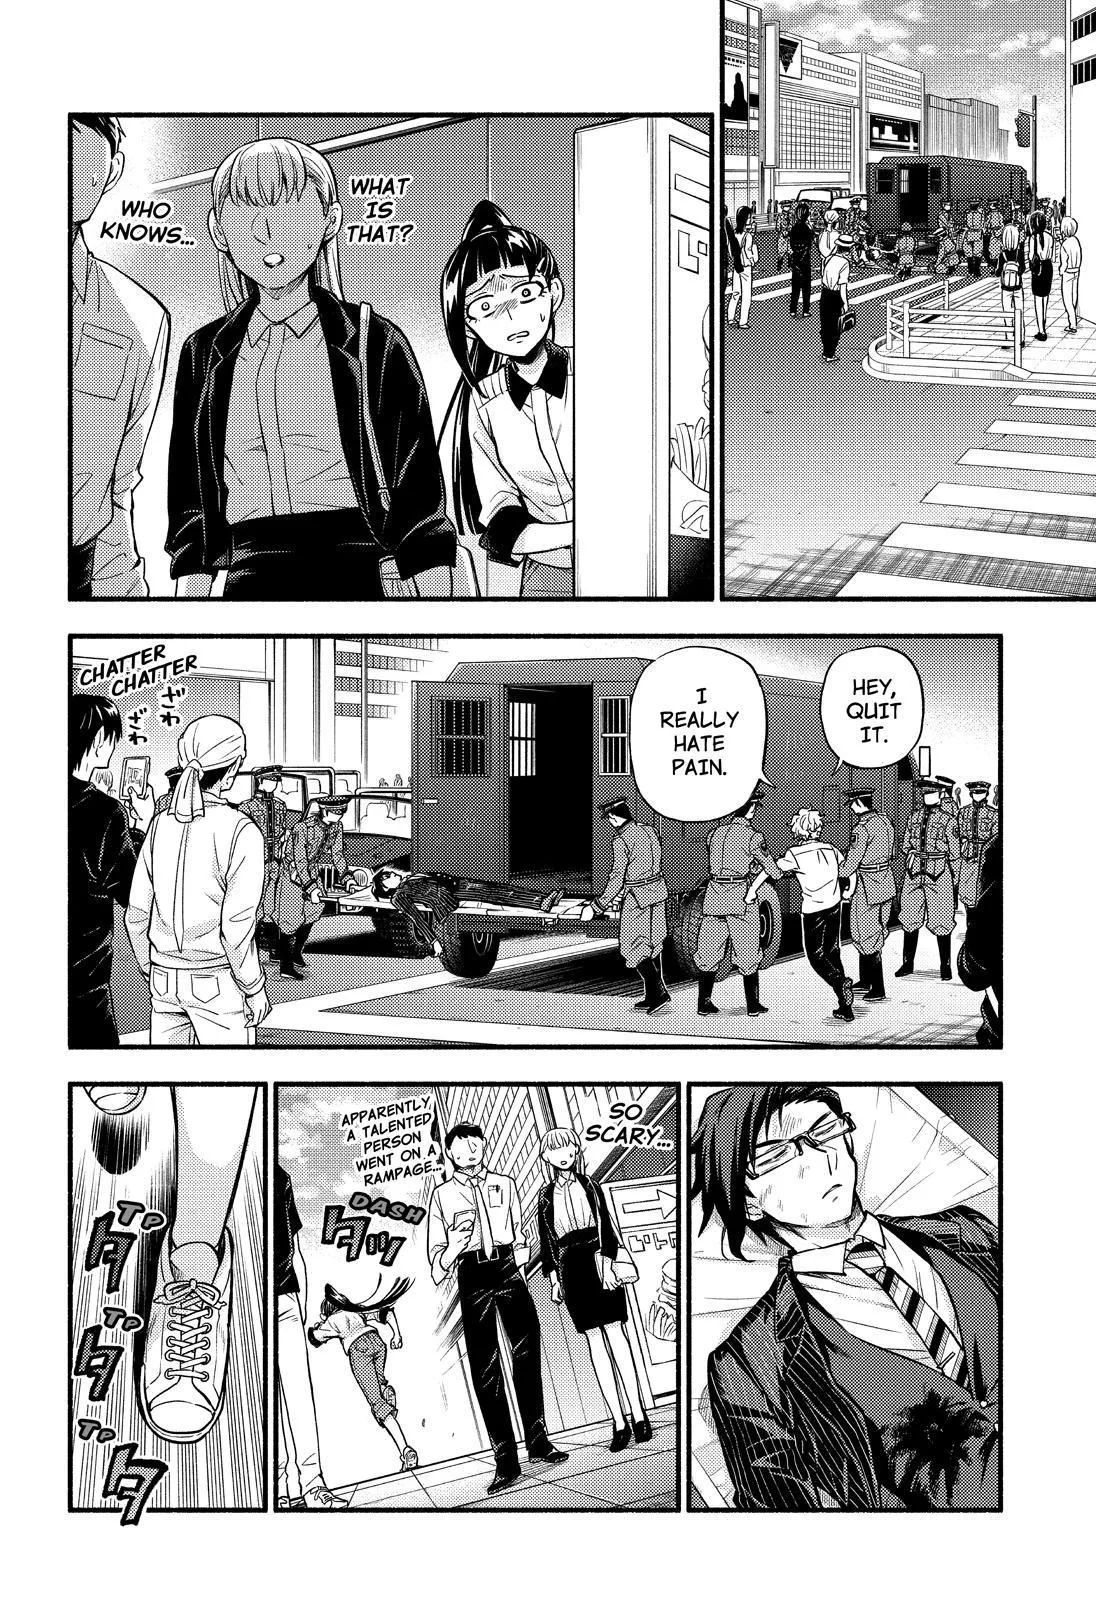 WHAT
IS
THAT?
WHO
KNOWS...
HEY,
QUIT
IT.
I
REALLY
HATE
PAIN.
CHATTER
CHATTER
ざわ
ざわ
SO
SCARY...
APPARENTLY,
A TALENTED
PERSON
WENT ON A
RAMPAGE...
DASH
ダッ
TP
タ
TP
タ
TP
タ